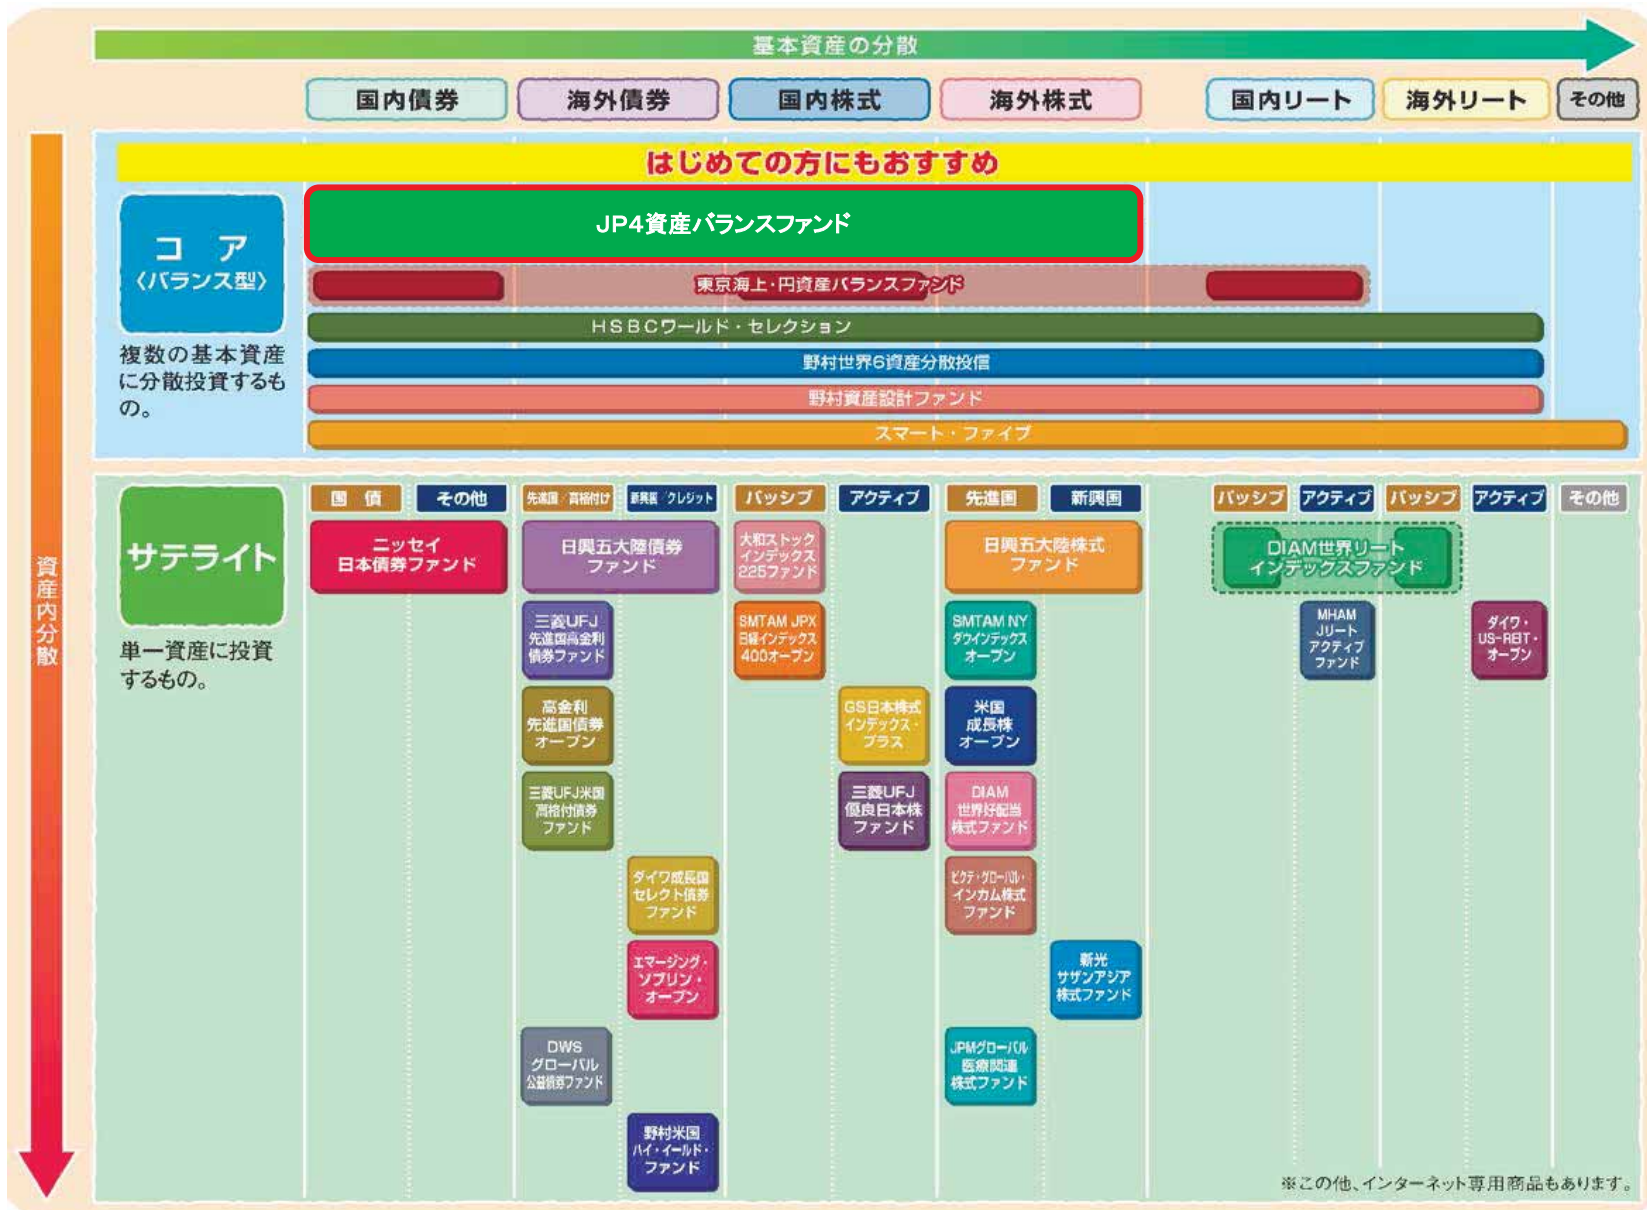 基本資産の分散
国内債券
海外債券
国内株式
海外株式
国内リート
海外リート
その他
はじめての方にもおすすめ
コア
〈バランス型〉
複数の基本資産
に分散投資するも
の。
JP4資産バランスファンド
東京海上・円資産バランスファンド
HSBCワールド・セレクション
野村世界6資産分散投信
野村資産設計ファンド
スマート・ファイブ
資産内分散
サテライト
単一資産に投資
するもの。
国債
その他
先進国／高格付け
新興国／クレジット
パッシブ
アクティブ
先進国
新興国
パッシブ
アクティブ
パッシブ
アクティブ
その他
ニッセイ
日本債券ファンド
日興五大陸債券
ファンド
大和ストック
インデックス
225ファンド
日興五大陸株式
ファンド
DIAM世界リート
インデックスファンド
三菱UFJ
先進国高金利
債券ファンド
SMTAM JPX
日経インデックス
400オープン
SMTAM NY
ダウインデックス
オープン
MHAM
Jリート
アクティブ
ファンド
ダイワ・
US-REIT・
オープン
高金利
先進国債券
オープン
GS日本株式
インデックス・
プラス
米国
成長株
オープン
三菱UFJ米国
高格付債券
ファンド
三菱UFJ
優良日本株
ファンド
DIAM
世界好配当
株式ファンド
ダイワ成長国
セレクト債券
ファンド
ピクテ・グローバル・
インカム株式
ファンド
エマージング・
ソブリン・
オープン
新光
サザンアジア
株式ファンド
DWS
グローバル
公益債券ファンド
JPMグローバル
医療関連
株式ファンド
野村米国
ハイ・イールド・
ファンド
※この他、インターネット専用商品もあります。